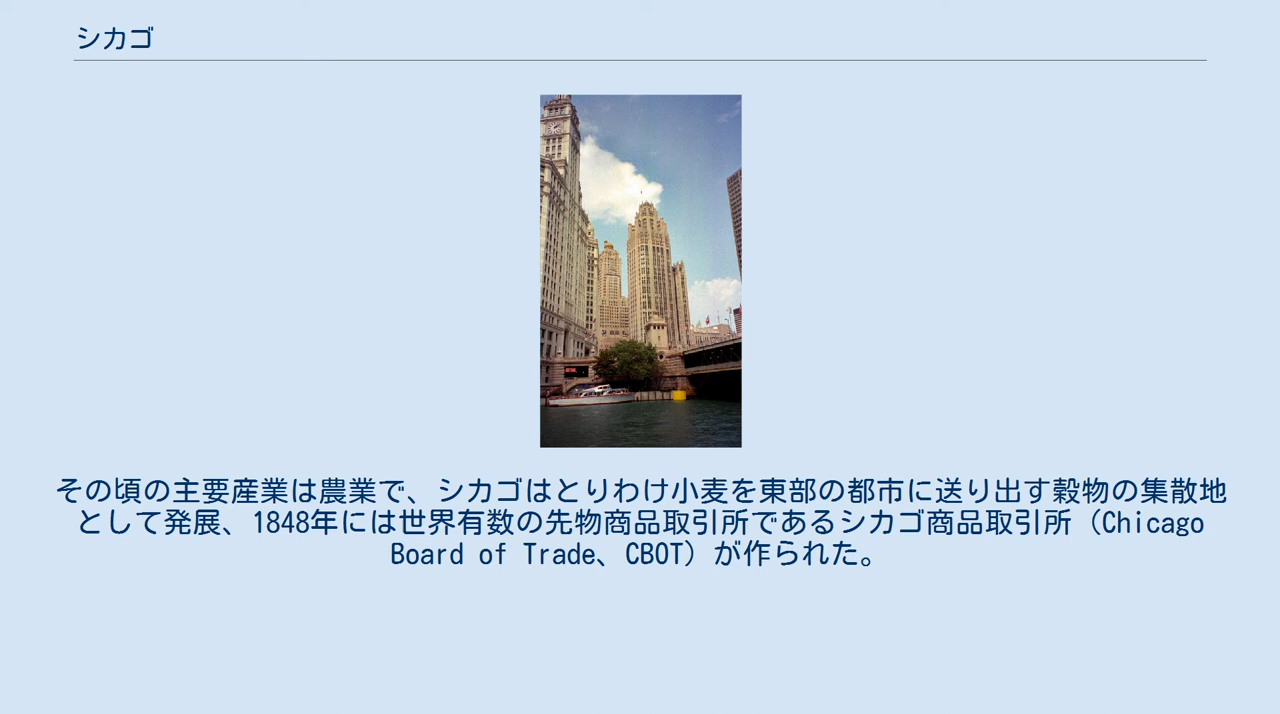 シカゴ
その頃の主要産業は農業で、シカゴはとりわけ小麦を東部の都市に送り出す穀物の集散地
として発展、1848年には世界有数の先物商品取引所であるシカゴ商品取引所（Chicago
Board of Trade、CBOT）が作られた。